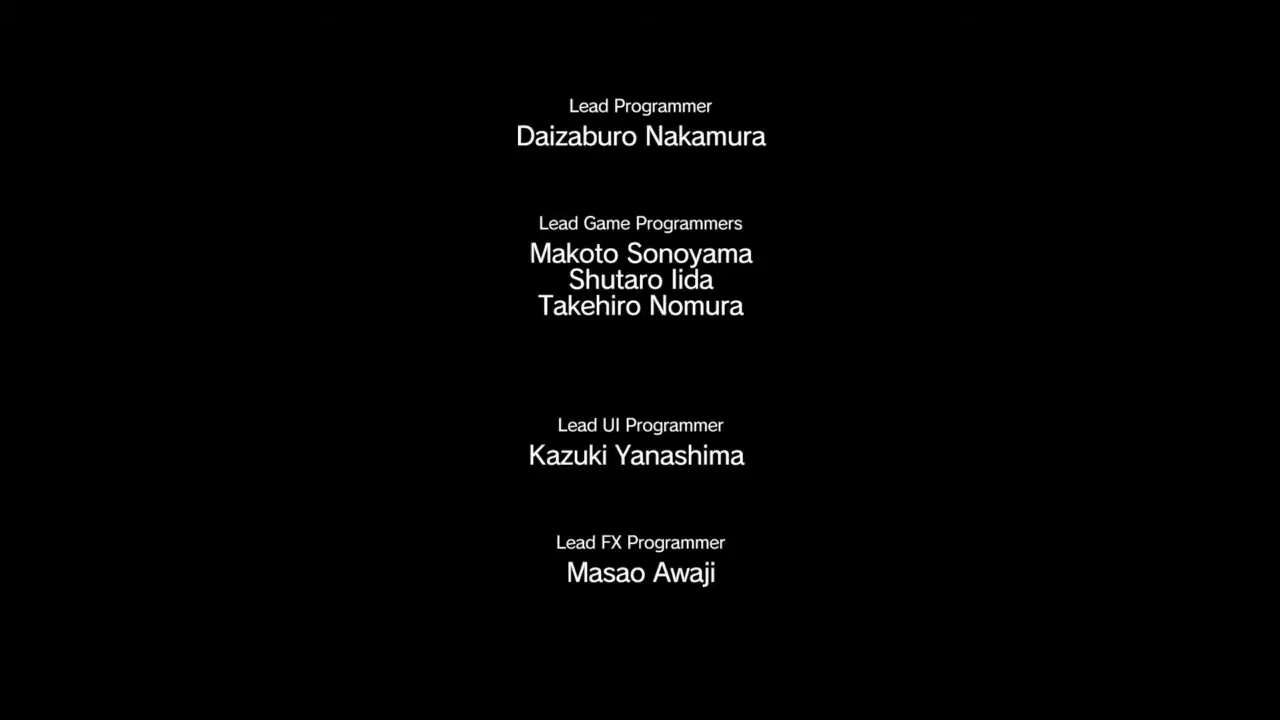 Lead Programmer
Daizaburo Nakamura
Lead Game Programmers
Makoto Sonoyama
Shutaro Iida
Takehiro Nomura
Lead UI Programmer
Kazuki Yanashima
Lead FX Programmer
Masao Awaji